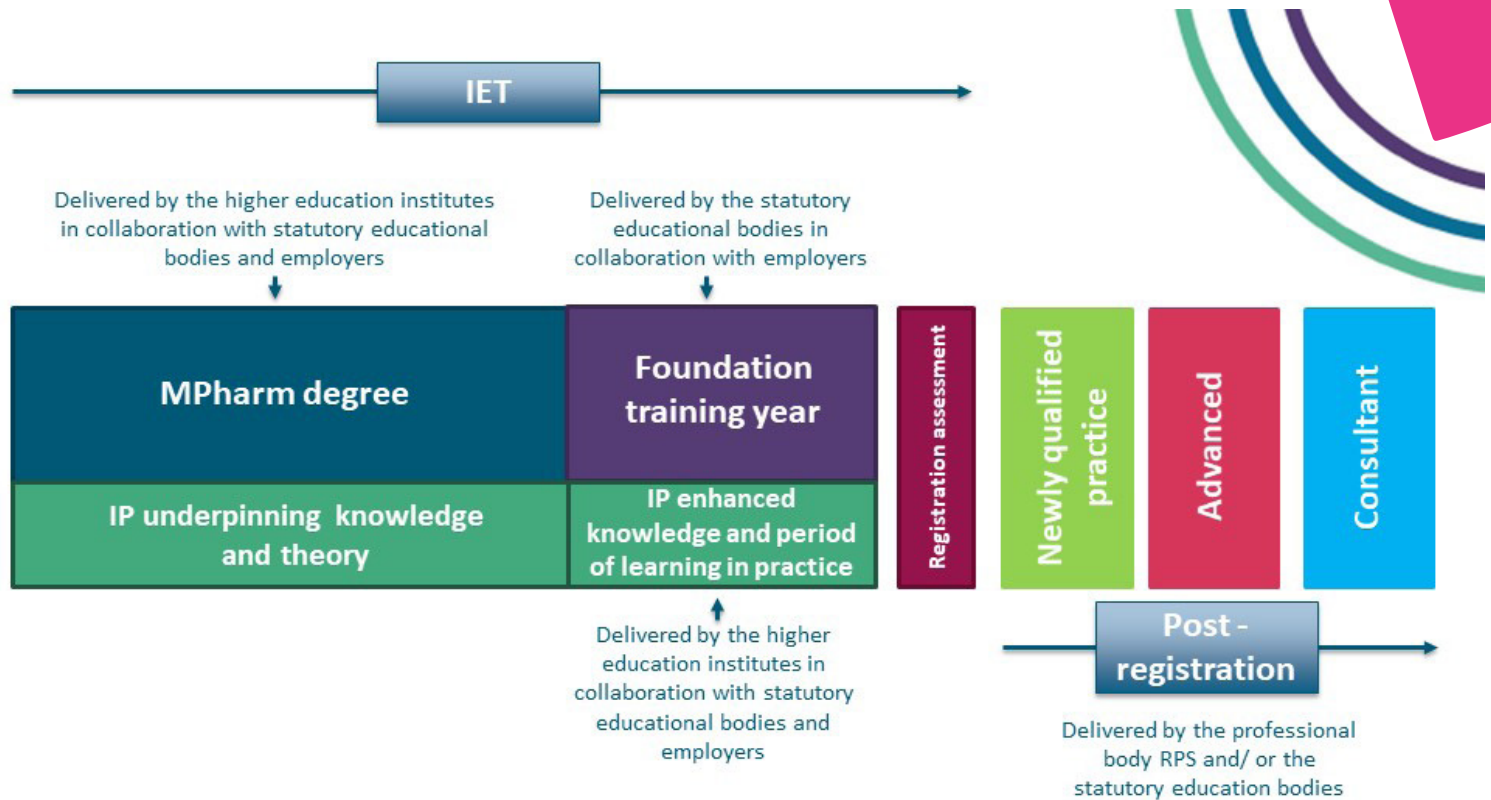 IET
Delivered by the higher education institutes
in collaboration with statutory educational
bodies and employers
Delivered by the statutory
educational bodies in
collaboration with employers
MPharm degree
Foundation
training year
IP underpinning knowledge
and theory
IP enhanced
knowledge and period
of learning in practice
Registration assessment
Newly qualified
practice
Advanced
Consultant
Delivered by the higher
education institutes in
collaboration with statutory
educational bodies and
employers
Post -
registration
Delivered by the professional
body RPS and/ or the
statutory education bodies